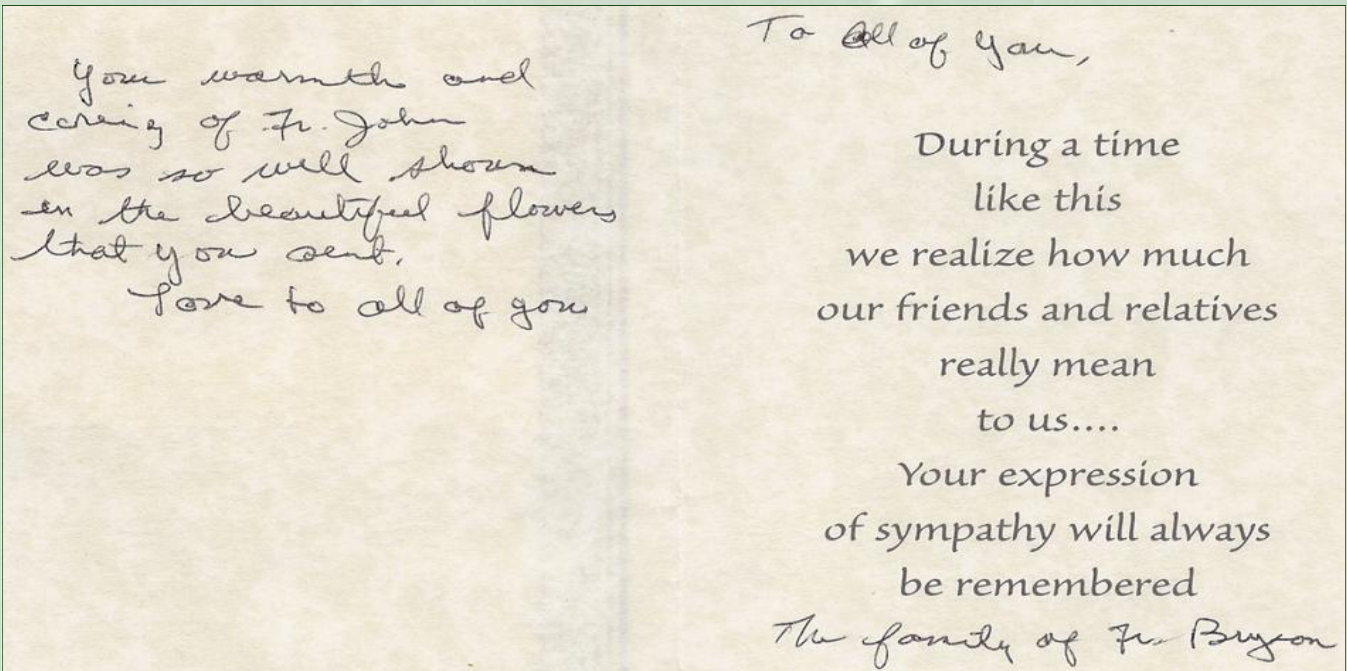 Your warmth and
caring of Fr. John
was so well shown
in the beautiful flowers
that you sent.
Love to all of you
To all of you,
During a time
like this
we realize how much
our friends and relatives
really mean
to us....
Your expression
of sympathy will always
be remembered
The family of Fr. Bryson